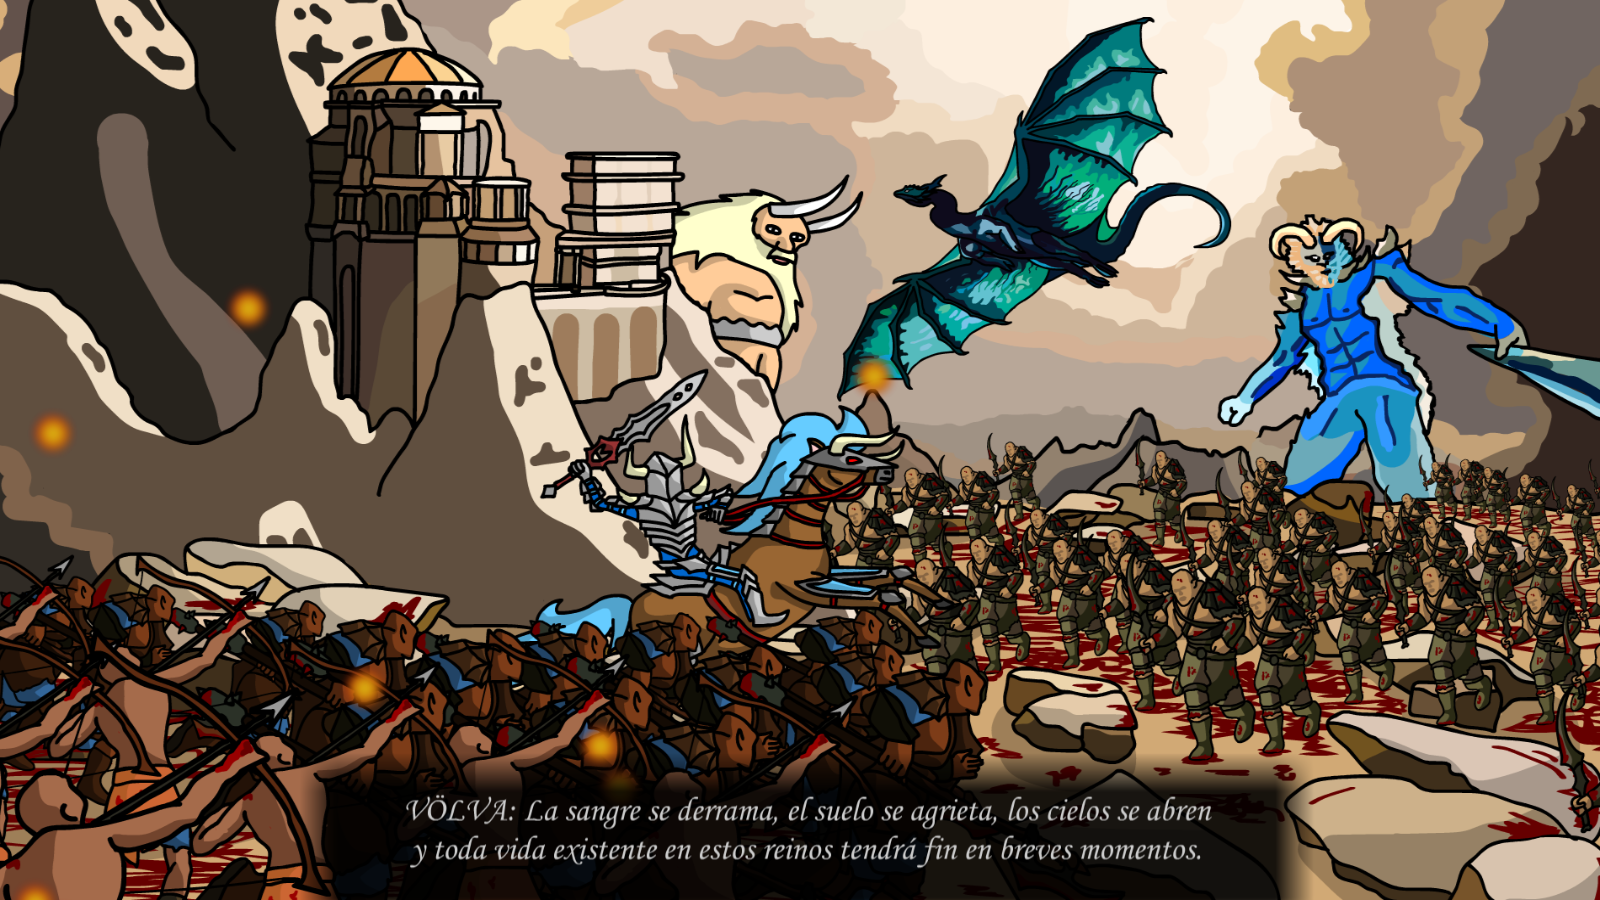 VÖLVA: La sangre se derrama, el suelo se agrieta, los cielos se abren
y toda vida existente en estos reinos tendrá fin en breves momentos.